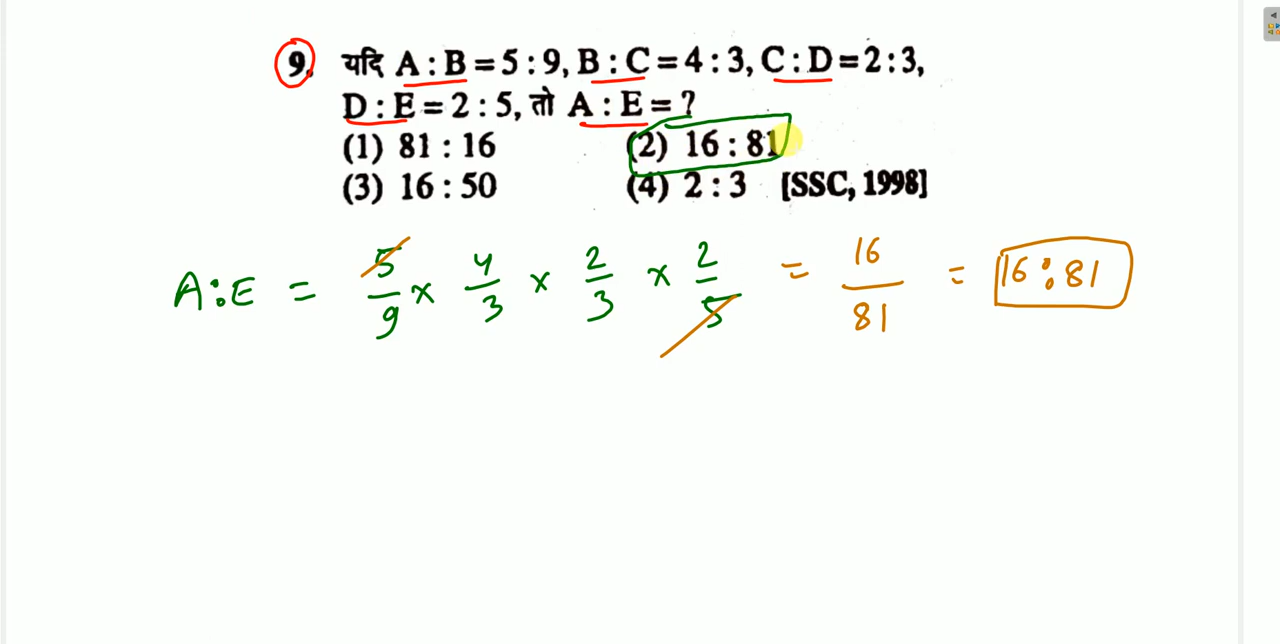 9. यदि A : B = 5 : 9, B : C = 4 : 3, C : D = 2 : 3,
D : E = 2 : 5, तो A : E = ?
(1) 81 : 16 (2) 16 : 81
(3) 16 : 50 (4) 2 : 3 [SSC, 1998]
A:E = 5/9 × 4/3 × 2/3 × 2/5 = 16/81 = 16:81